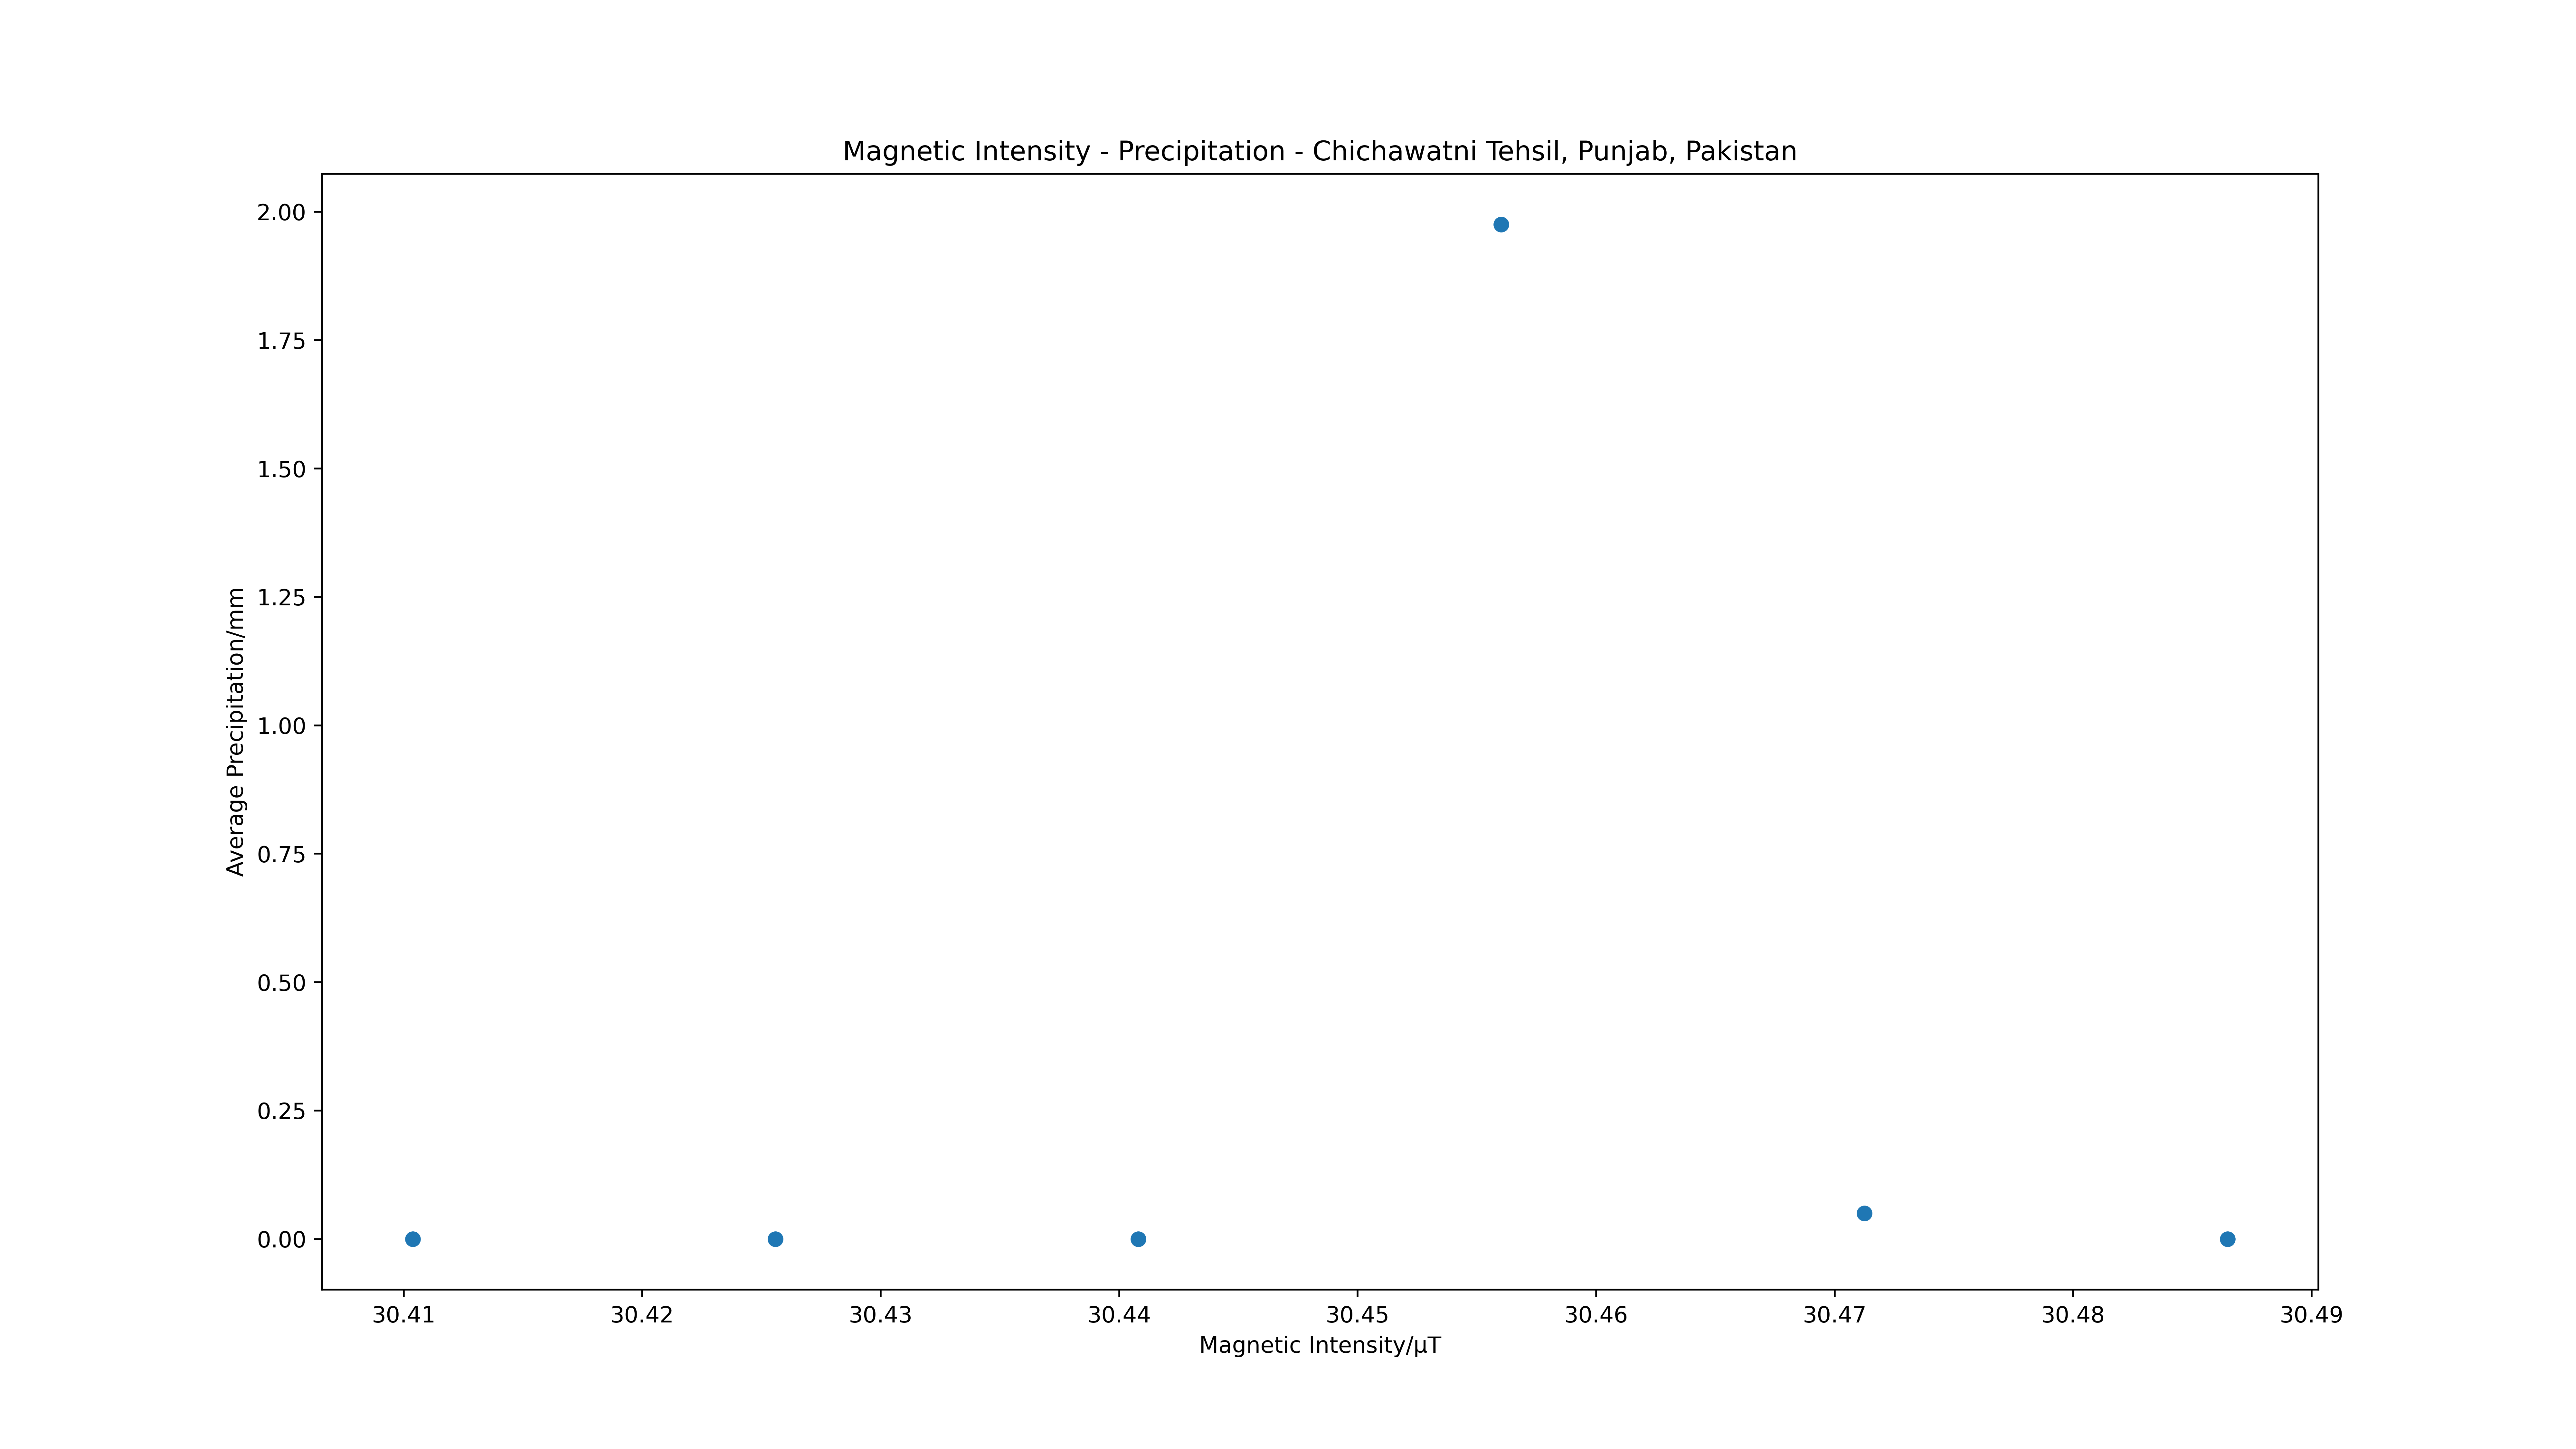 Magnetic Intensity - Precipitation - Chichawatni Tehsil, Punjab, Pakistan
2.00
1.75
1.50
1.25
1.00
0.75
0.50
0.25
0.00
Average Precipitation/mm
30.41 30.42 30.43 30.44 30.45 30.46 30.47 30.48 30.49
Magnetic Intensity/μT